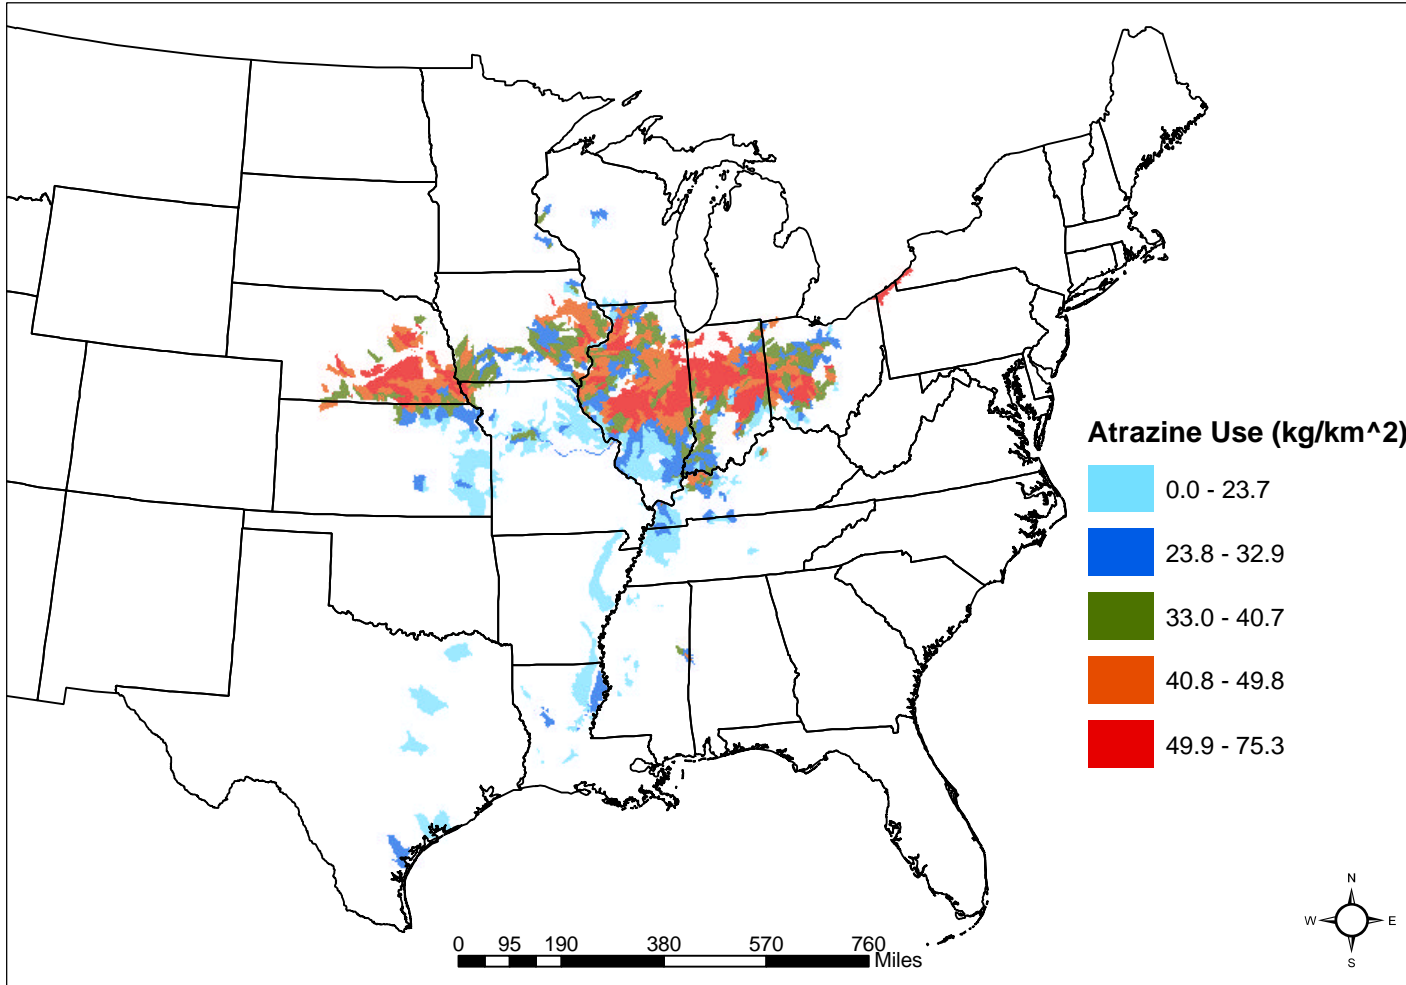 Atrazine Use (kg/km^2)
0.0 - 23.7
23.8 - 32.9
33.0 - 40.7
40.8 - 49.8
49.9 - 75.3
N
W E
S
0 95 190 380 570 760
Miles